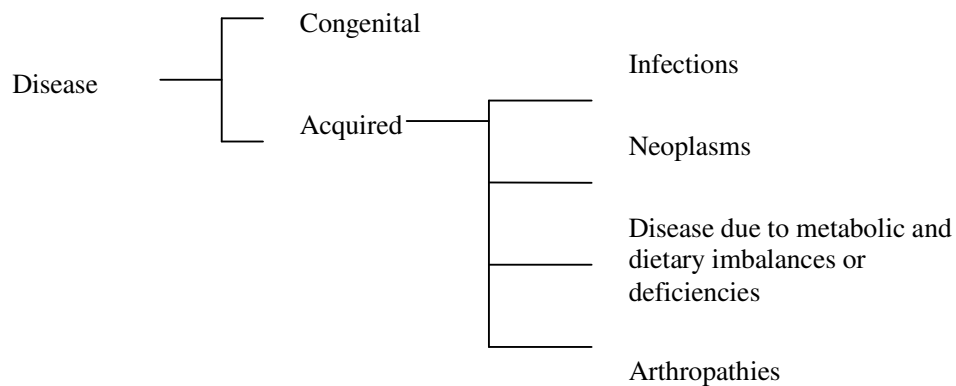 Congenital
Infections
Disease
Acquired
Neoplasms
Disease due to metabolic and
dietary imbalances or
deficiencies
Arthropathies